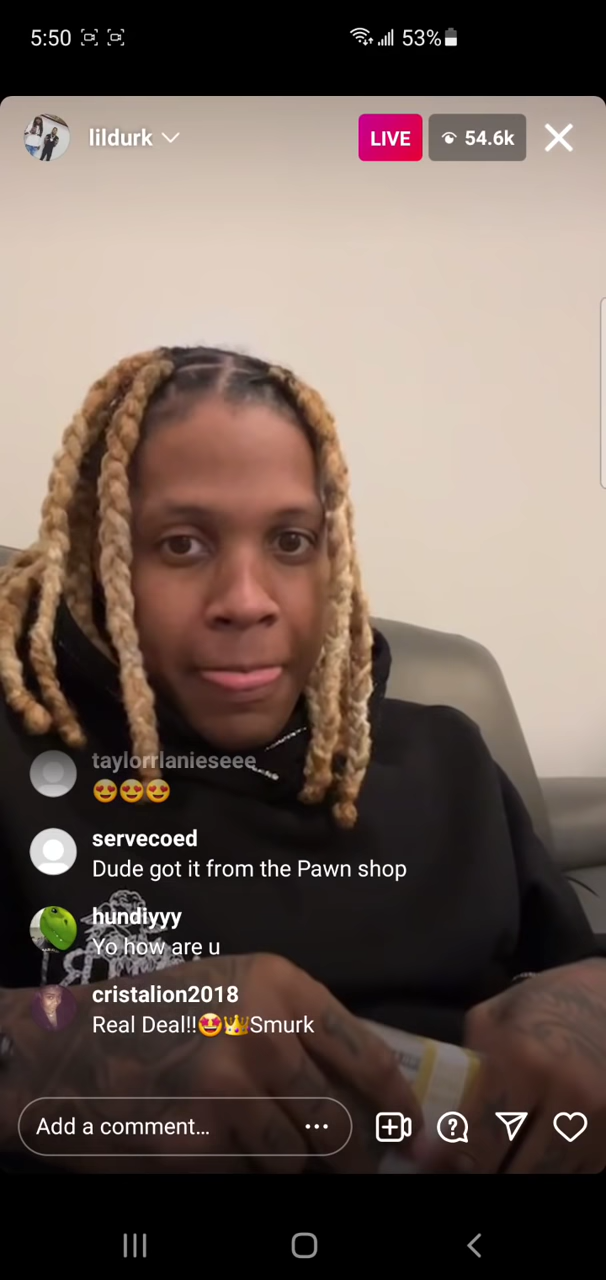 5:50
53%
lildurk
LIVE
54.6k
taylorrlanieseee
😍😍😍
servecoed
Dude got it from the Pawn shop
hundiyyy
Yo how are u
cristalion2018
Real Deal!!🤩👑Smurk
Add a comment...